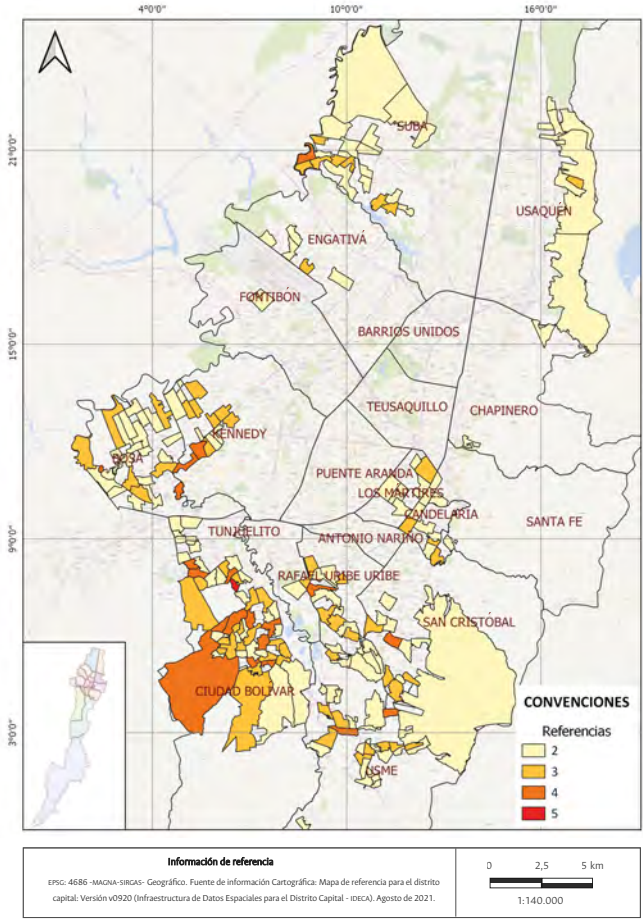 4°0'0" 10°0'0" 16°0'0"
21°0'0"
SUBA
USAQUÉN
ENGATIVÁ
FONTIBÓN
15°0'0"
BARRIOS UNIDOS
TEUSAQUILLO
CHAPINERO
KENNEDY
BOSA
PUENTE ARANDA
LOS MÁRTIRES
CANDELARIA
SANTA FE
9°0'0"
TUNJUELITO
ANTONIO NARIÑO
RAFAEL URIBE URIBE
SAN CRISTÓBAL
CIUDAD BOLÍVAR
USME
CONVENCIONES
Referencias
2
3
4
5
Información de referencia
EPSG: 4686 -MAGNA-SIRGAS- Geográfico. Fuente de información Cartográfica: Mapa de referencia para el distrito
capital: Versión v0920 (Infraestructura de Datos Espaciales para el Distrito Capital - IDECA). Agosto de 2021.
0 2,5 5 km
1:140.000